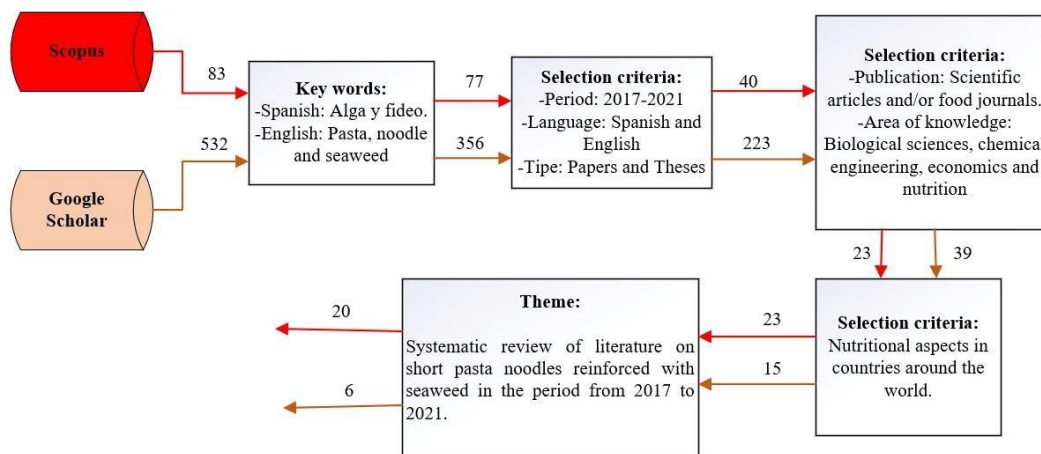 Scopus
83
Key words:
-Spanish: Alga y fideo.
-English: Pasta, noodle
and seaweed
532
Google
Scholar
77
356
Selection criteria:
-Period: 2017-2021
-Language: Spanish and
English
-Tipe: Papers and Theses
40
223
Selection criteria:
-Publication: Scientific
articles and/or food journals.
-Area of knowledge:
Biological sciences, chemical
engineering, economics and
nutrition
23
39
Selection criteria:
Nutritional aspects in
countries around the
world.
23
15
Theme:
Systematic review of literature on
short pasta noodles reinforced with
seaweed in the period from 2017 to
2021.
20
6